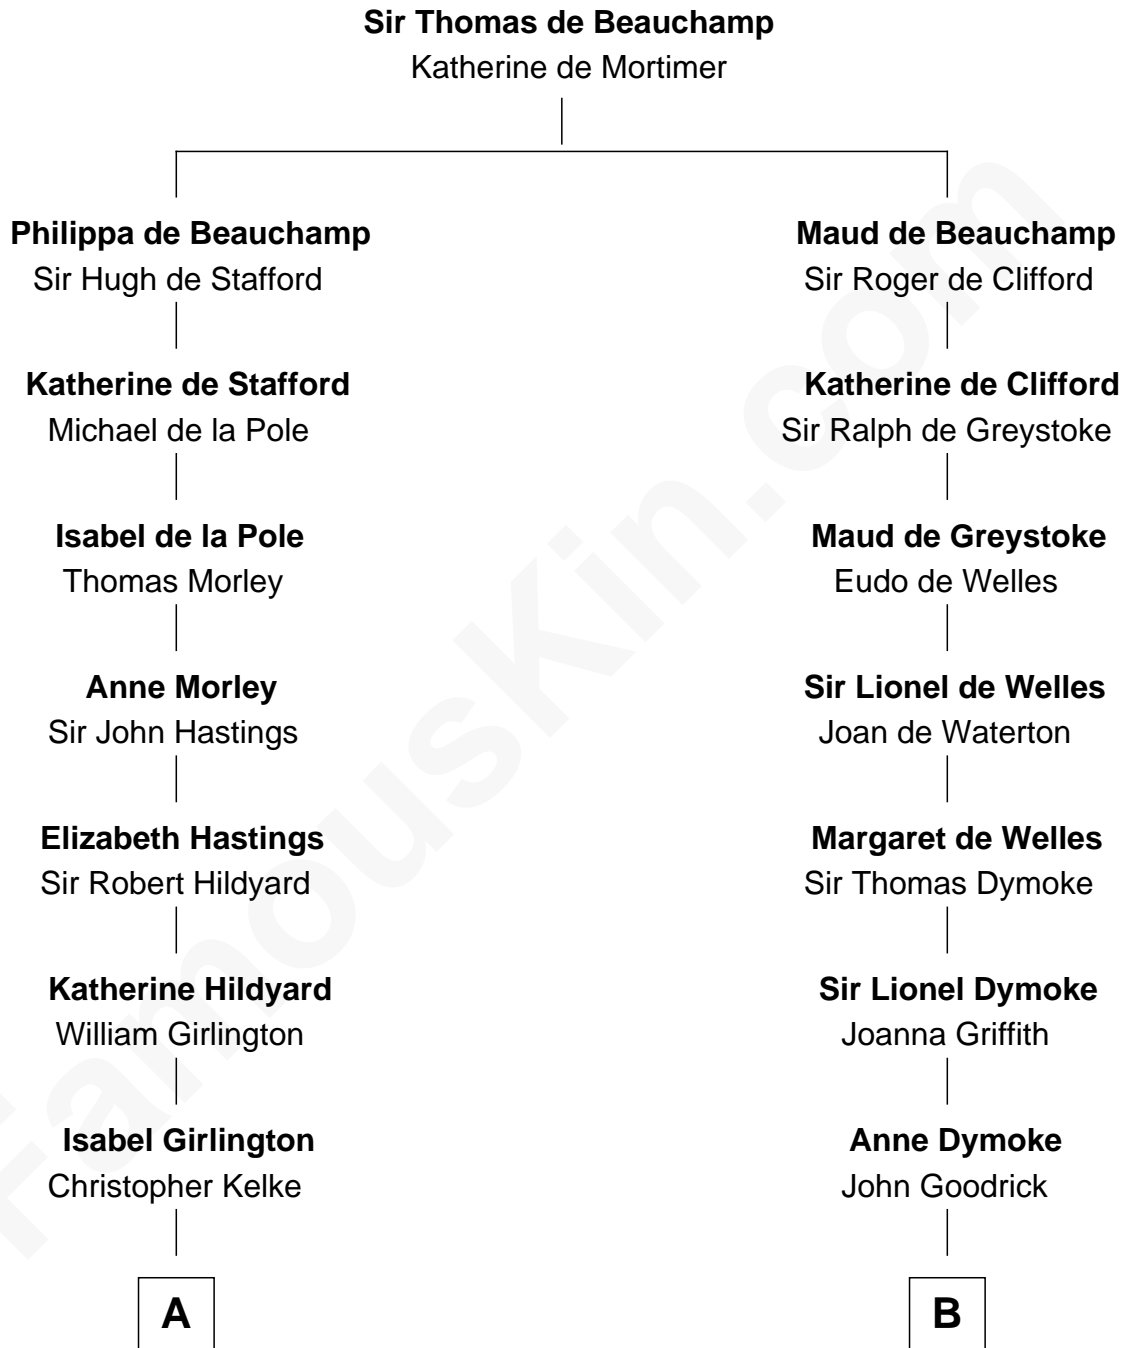 Sir Thomas de Beauchamp
Katherine de Mortimer
Philippa de Beauchamp
Sir Hugh de Stafford
Maud de Beauchamp
Sir Roger de Clifford
Katherine de Stafford
Michael de la Pole
Katherine de Clifford
Sir Ralph de Greystoke
Isabel de la Pole
Thomas Morley
Maud de Greystoke
Eudo de Welles
Anne Morley
Sir John Hastings
Sir Lionel de Welles
Joan de Waterton
Elizabeth Hastings
Sir Robert Hildyard
Margaret de Welles
Sir Thomas Dymoke
Katherine Hildyard
William Girlington
Sir Lionel Dymoke
Joanna Griffith
Isabel Girlington
Christopher Kelke
Anne Dymoke
John Goodrick
A
B
FamousKin.com